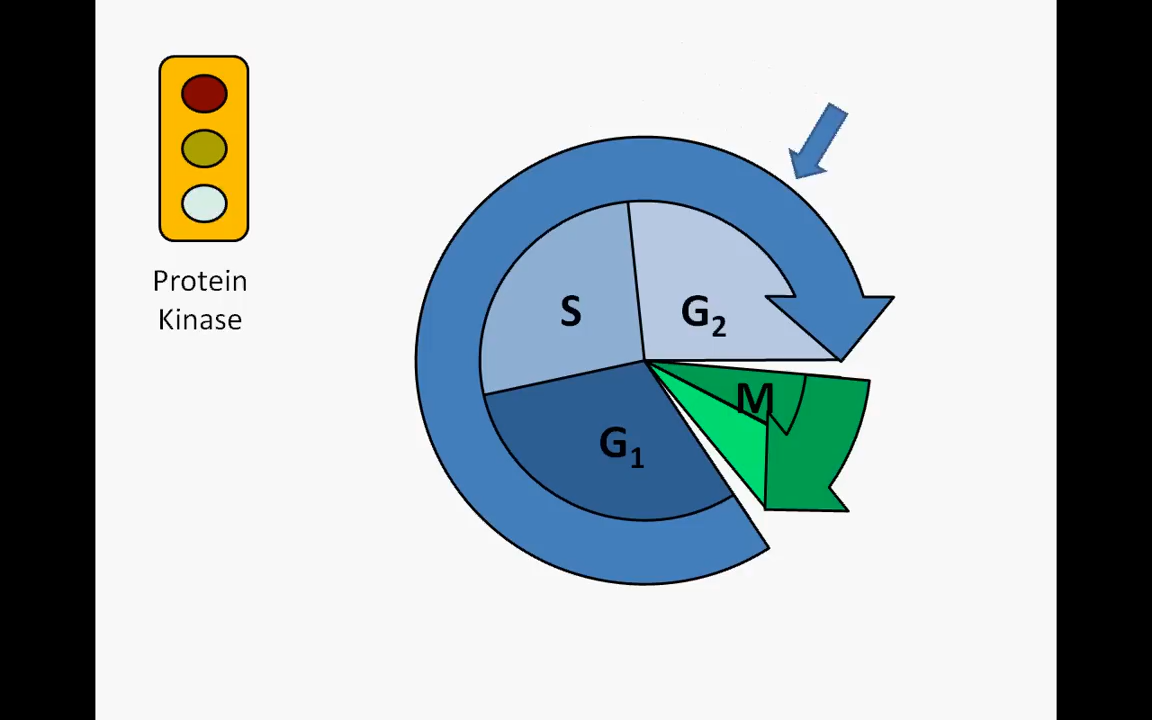 Protein
Kinase
S
G₂
M
G₁